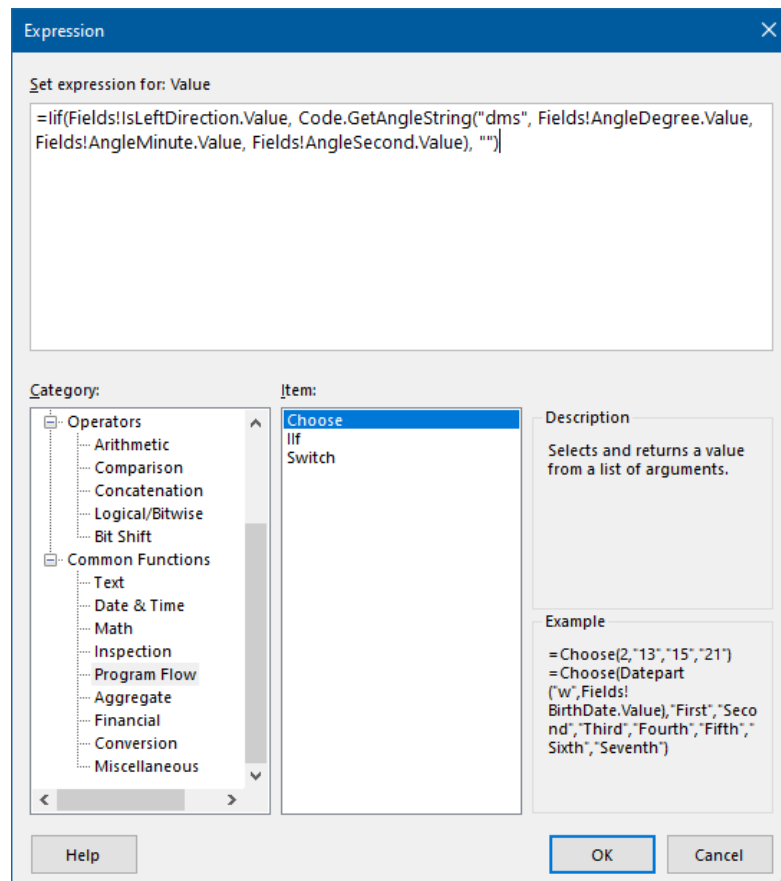 Expression
Set expression for: Value
=Iif(Fields!IsLeftDirection.Value, Code.GetAngleString("dms", Fields!AngleDegree.Value,
Fields!AngleMinute.Value, Fields!AngleSecond.Value), "")
Category:
Operators
Arithmetic
Comparison
Concatenation
Logical/Bitwise
Bit Shift
Common Functions
Text
Date & Time
Math
Inspection
Program Flow
Aggregate
Financial
Conversion
Miscellaneous
Item:
Choose
IIf
Switch
Description
Selects and returns a value
from a list of arguments.
Example
=Choose(2,"13","15","21")
=Choose(Datepart
("w",Fields!
BirthDate.Value),"First","Seco
nd","Third","Fourth","Fifth","
Sixth","Seventh")
Help
OK
Cancel